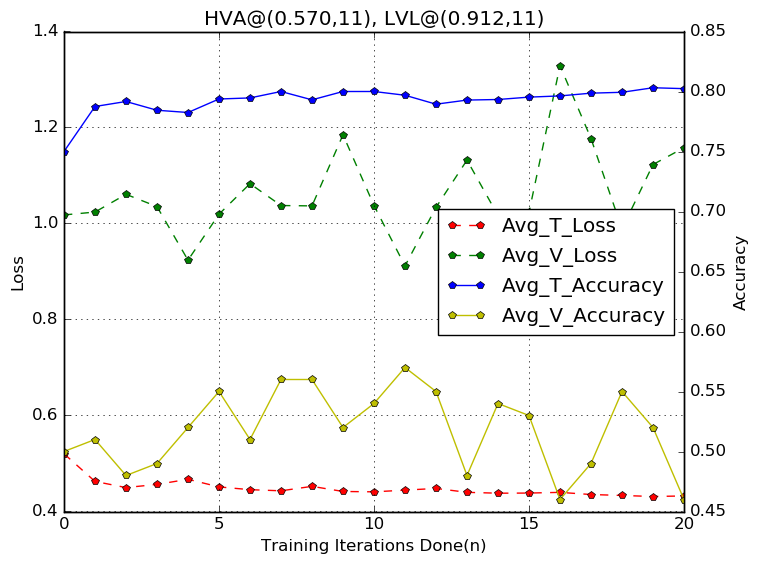 HVA@(0.570,11), LVL@(0.912,11)
1.4
1.2
1.0
0.8
0.6
0.4
Loss
0.85
0.80
0.75
0.70
0.65
0.60
0.55
0.50
0.45
Accuracy
Avg_T_Loss
Avg_V_Loss
Avg_T_Accuracy
Avg_V_Accuracy
0 5 10 15 20
Training Iterations Done(n)